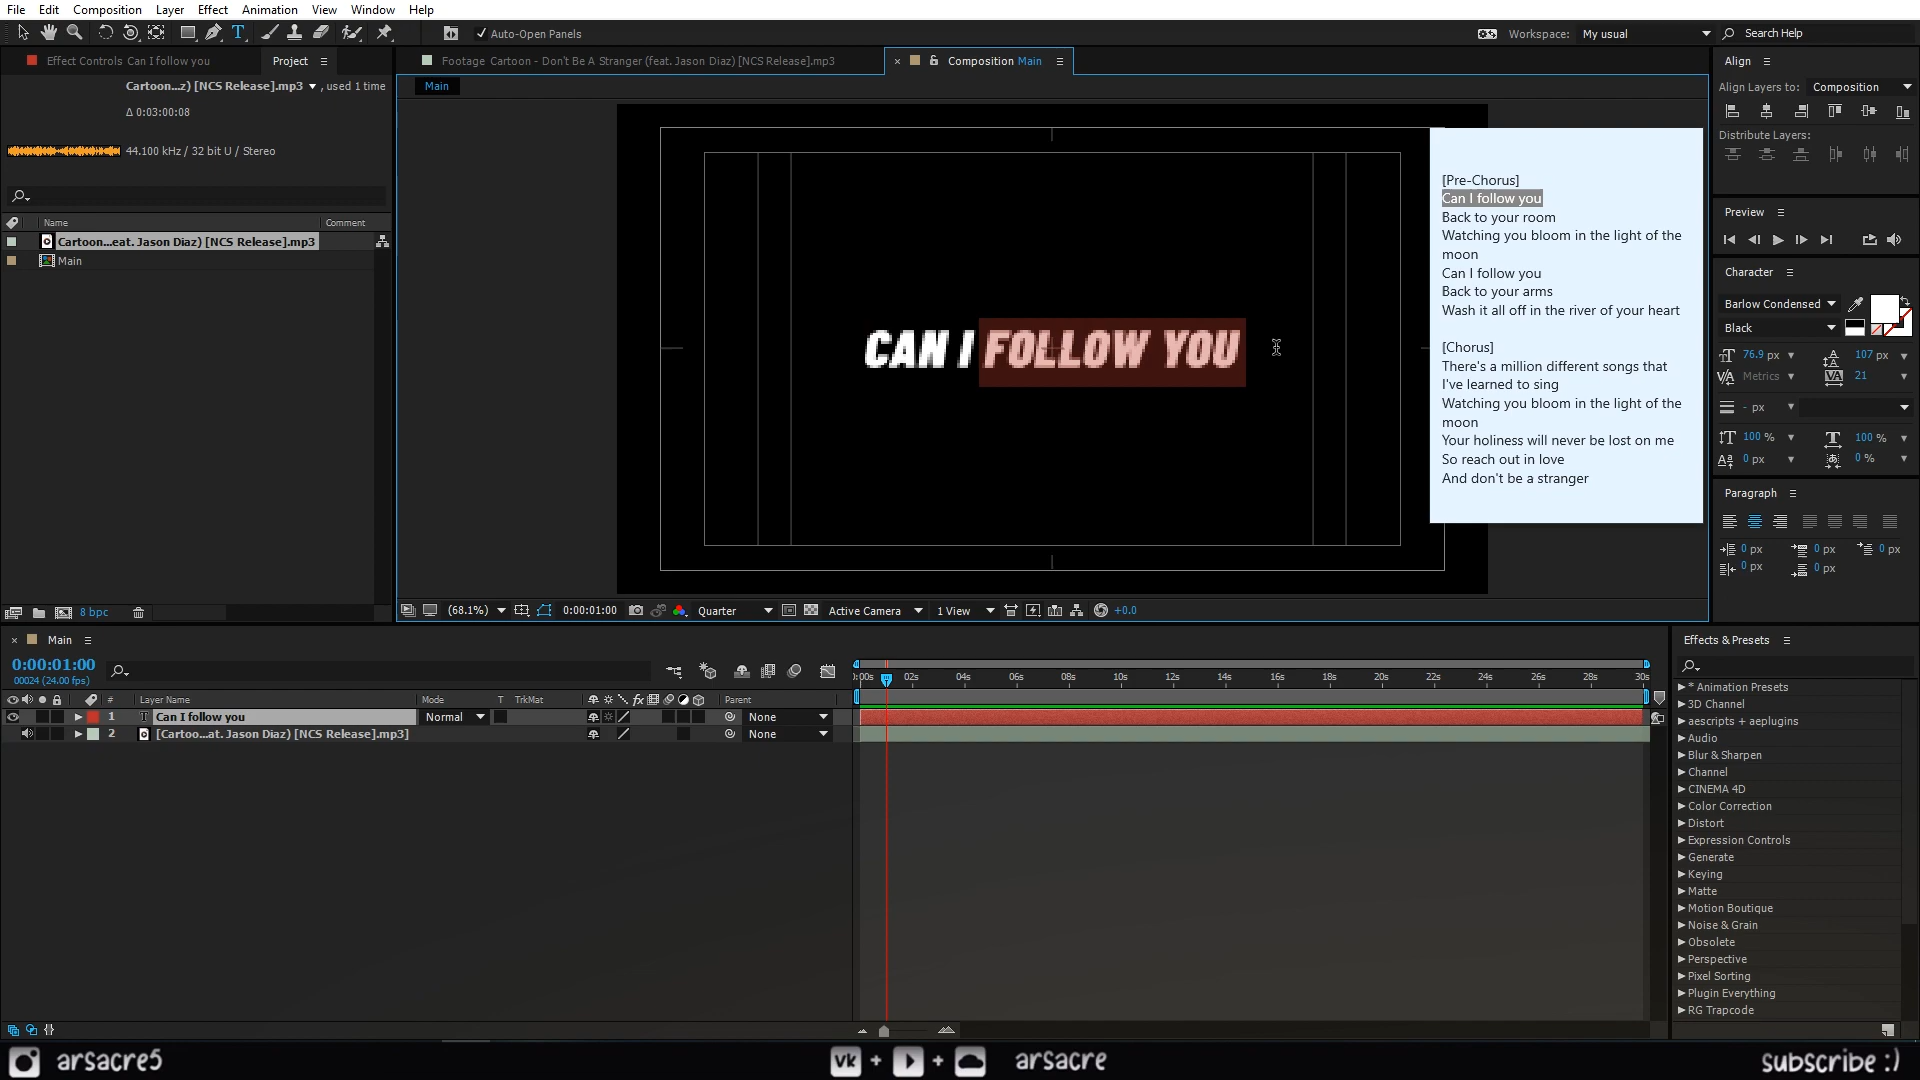 File Edit Composition Layer Effect Animation View Window Help
Auto-Open Panels
Workspace: My usual
Search Help
Effect Controls Can I follow you
Project
Cartoon...z) [NCS Release].mp3 , used 1 time
Δ 0:03:00:08
44.100 kHz / 32 bit U / Stereo
Name Comment
Cartoon...eat. Jason Diaz) [NCS Release].mp3
Main
8 bpc
Footage Cartoon - Don't Be A Stranger (feat. Jason Diaz) [NCS Release].mp3
Composition Main
Main
CAN I FOLLOW YOU
[Pre-Chorus]
Can I follow you
Back to your room
Watching you bloom in the light of the
moon
Can I follow you
Back to your arms
Wash it all off in the river of your heart
[Chorus]
There's a million different songs that
I've learned to sing
Watching you bloom in the light of the
moon
Your holiness will never be lost on me
So reach out in love
And don't be a stranger
(68.1%) 0:00:01:00 Quarter Active Camera 1 View +0.0
Align
Align Layers to: Composition
Distribute Layers:
Preview
Character
Barlow Condensed
Black
76.9 px 107 px
Metrics 21
- px
100 % 100 %
0 px 0 %
Paragraph
0 px 0 px 0 px
0 px 0 px
Main
0:00:01:00
00024 (24.00 fps)
# Layer Name Mode T TrkMat Parent
1 T Can I follow you Normal None
2 [Cartoo...at. Jason Diaz) [NCS Release].mp3] None
:00s 02s 04s 06s 08s 10s 12s 14s 16s 18s 20s 22s 24s 26s 28s 30s
Effects & Presets
* Animation Presets
3D Channel
aescripts + aeplugins
Audio
Blur & Sharpen
Channel
CINEMA 4D
Color Correction
Distort
Expression Controls
Generate
Keying
Matte
Motion Boutique
Noise & Grain
Obsolete
Perspective
Pixel Sorting
Plugin Everything
RG Trapcode
arsacre5
vk + + arsacre
subscribe :)